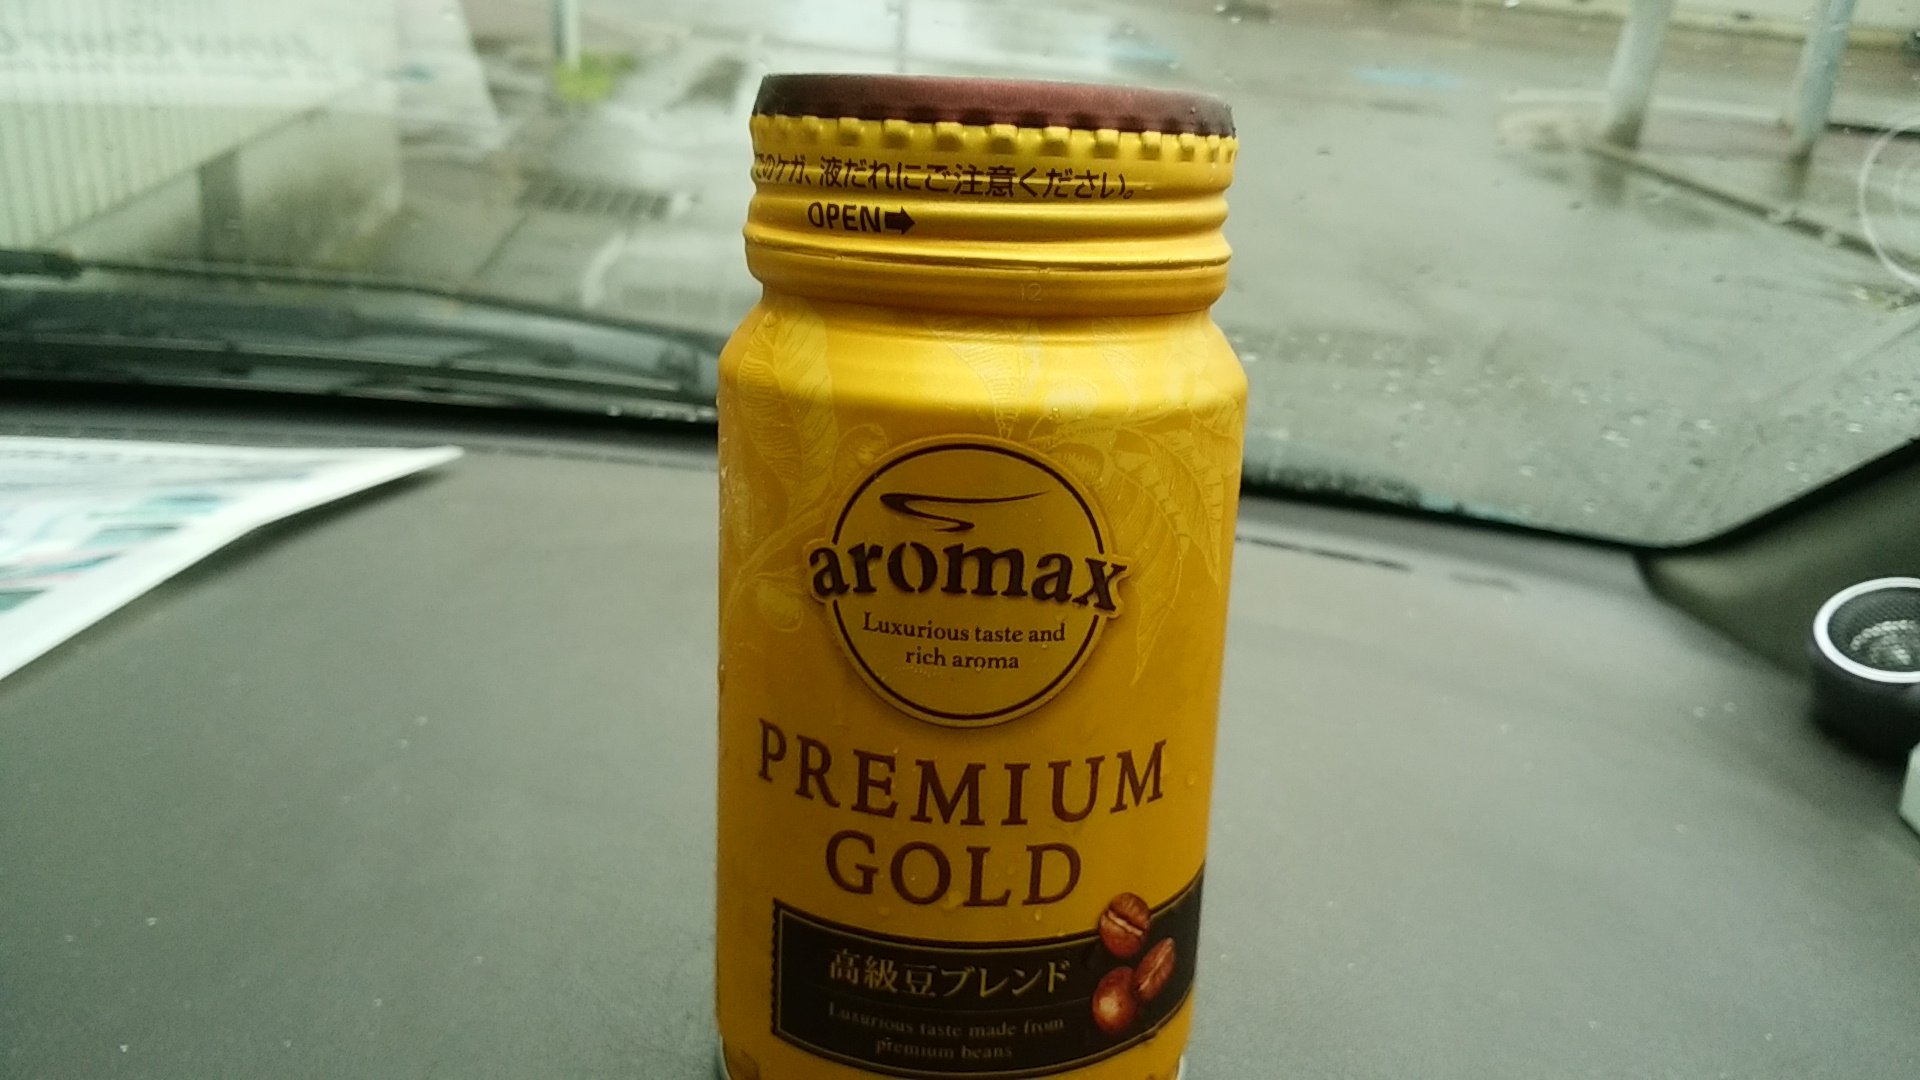 のケガ、液だれにご注意ください。
OPEN➡
12
aromax
Luxurious taste and
rich aroma
PREMIUM
GOLD
高級豆ブレンド
Luxurious taste made from
premium beans